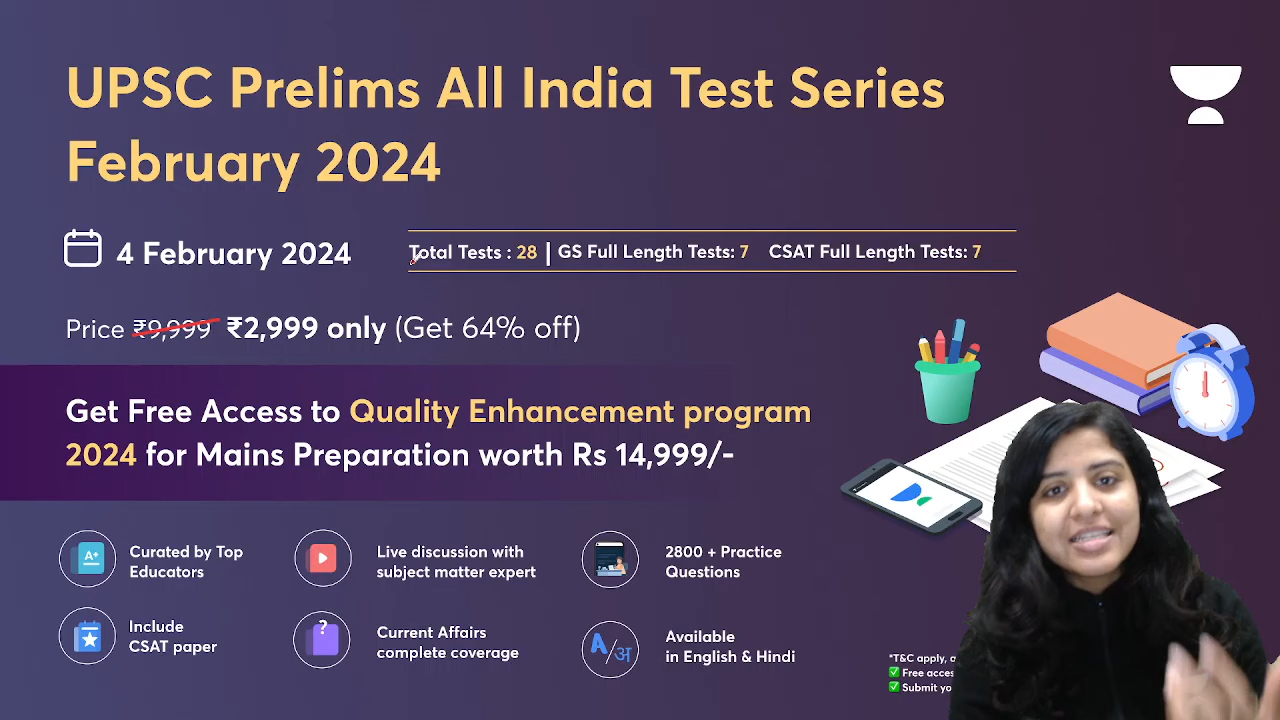 UPSC Prelims All India Test Series
February 2024
4 February 2024
Total Tests : 28 | GS Full Length Tests: 7 CSAT Full Length Tests: 7
Price ₹9,999 ₹2,999 only (Get 64% off)
Get Free Access to Quality Enhancement program
2024 for Mains Preparation worth Rs 14,999/-
A+
Curated by Top
Educators
Live discussion with
subject matter expert
2800 + Practice
Questions
Include
CSAT paper
?
Current Affairs
complete coverage
A/अ
Available
in English & Hindi
*T&C apply,
Free
Submit